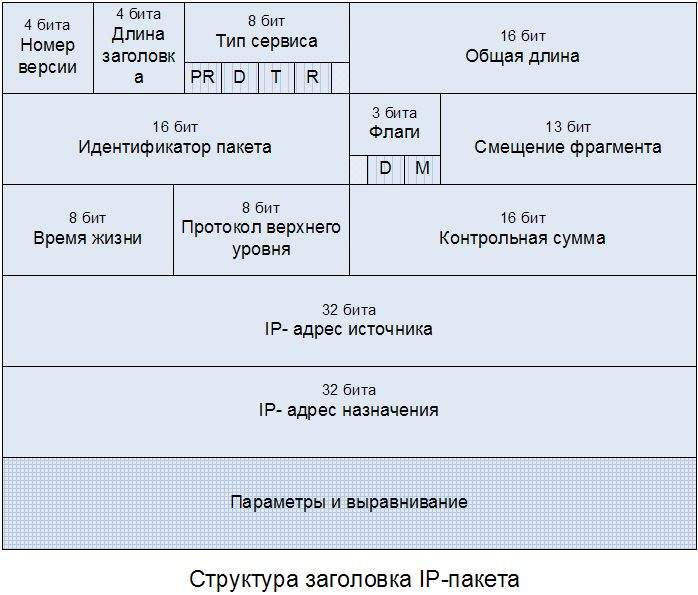 4 бита
Номер
версии
4 бита
Длина
заголовк
а
8 бит
Тип сервиса
PR D T R
16 бит
Общая длина
16 бит
Идентификатор пакета
3 бита
Флаги
D M
13 бит
Смещение фрагмента
8 бит
Время жизни
8 бит
Протокол верхнего
уровня
16 бит
Контрольная сумма
32 бита
IP- адрес источника
32 бита
IP- адрес назначения
Параметры и выравнивание
Структура заголовка IP-пакета